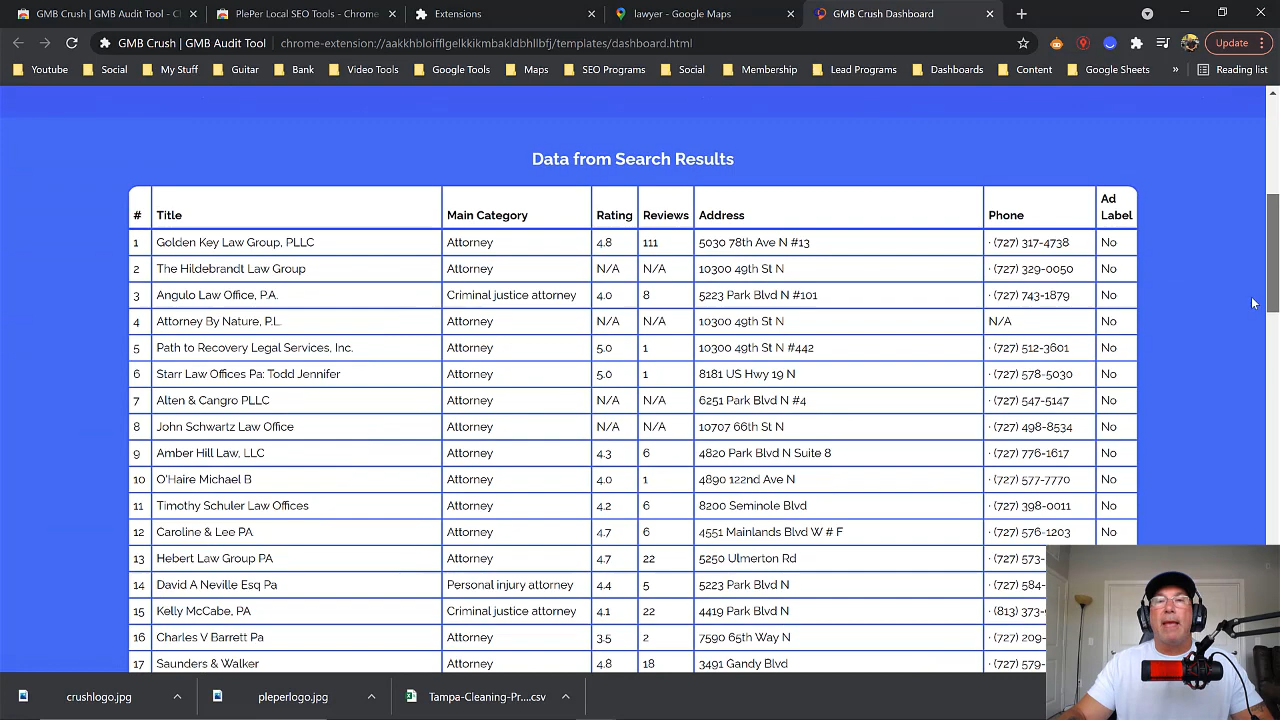 GMB Crush | GMB Audit Tool - C
PlePer Local SEO Tools - Chrome
Extensions
lawyer - Google Maps
GMB Crush Dashboard
GMB Crush | GMB Audit Tool
chrome-extension://aakkhbloifflgelkkikmbakldbhllbfj/templates/dashboard.html
Update
Youtube
Social
My Stuff
Guitar
Bank
Video Tools
Google Tools
Maps
SEO Programs
Social
Membership
Lead Programs
Dashboards
Content
Google Sheets
»
Reading list
Data from Search Results
# Title Main Category Rating Reviews Address Phone Ad Label
1 Golden Key Law Group, PLLC Attorney 4.8 111 5030 78th Ave N #13 · (727) 317-4738 No
2 The Hildebrandt Law Group Attorney N/A N/A 10300 49th St N · (727) 329-0050 No
3 Angulo Law Office, P.A. Criminal justice attorney 4.0 8 5223 Park Blvd N #101 · (727) 743-1879 No
4 Attorney By Nature, P.L. Attorney N/A N/A 10300 49th St N N/A No
5 Path to Recovery Legal Services, Inc. Attorney 5.0 1 10300 49th St N #442 · (727) 512-3601 No
6 Starr Law Offices Pa: Todd Jennifer Attorney 5.0 1 8181 US Hwy 19 N · (727) 578-5030 No
7 Alten & Cangro PLLC Attorney N/A N/A 6251 Park Blvd N #4 · (727) 547-5147 No
8 John Schwartz Law Office Attorney N/A N/A 10707 66th St N · (727) 498-8534 No
9 Amber Hill Law, LLC Attorney 4.3 6 4820 Park Blvd N Suite 8 · (727) 776-1617 No
10 O'Haire Michael B Attorney 4.0 1 4890 122nd Ave N · (727) 577-7770 No
11 Timothy Schuler Law Offices Attorney 4.2 6 8200 Seminole Blvd · (727) 398-0011 No
12 Caroline & Lee PA Attorney 4.7 6 4551 Mainlands Blvd W # F · (727) 576-1203 No
13 Hebert Law Group PA Attorney 4.7 22 5250 Ulmerton Rd · (727) 573-
14 David A Neville Esq Pa Personal injury attorney 4.4 5 5223 Park Blvd N · (727) 584-
15 Kelly McCabe, PA Criminal justice attorney 4.1 22 4419 Park Blvd N · (813) 373-
16 Charles V Barrett Pa Attorney 3.5 2 7590 65th Way N · (727) 209-
17 Saunders & Walker Attorney 4.8 18 3491 Gandy Blvd · (727) 579-
crushlogo.jpg
pleperlogo.jpg
Tampa-Cleaning-Pr....csv